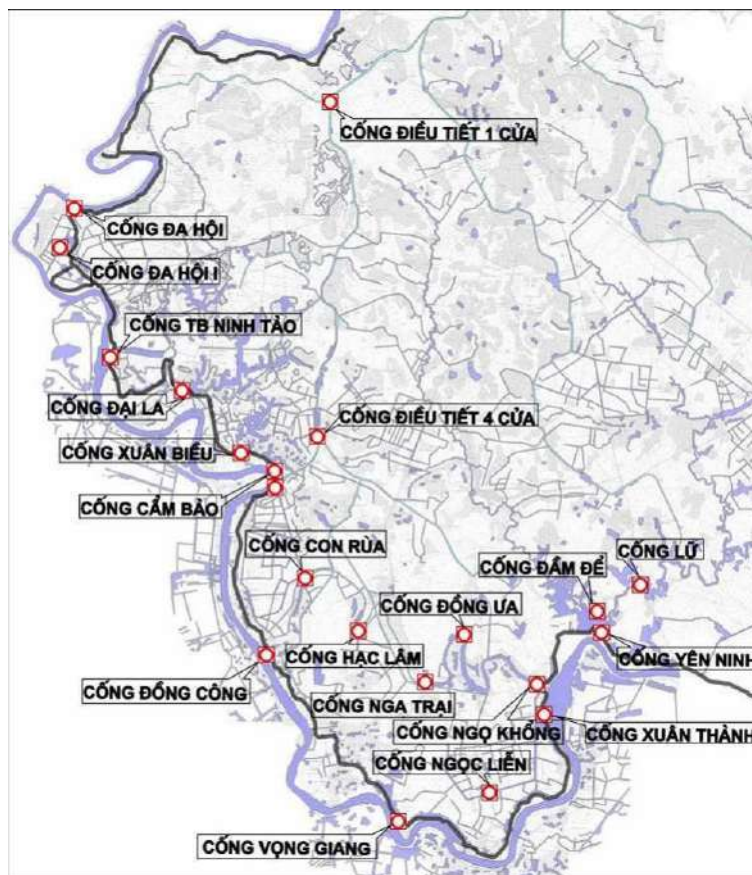 CỐNG ĐIỀU TIẾT 1 CỬA
CỐNG ĐA HỘI
CỐNG ĐA HỘI I
CỐNG TB NINH TẢO
CỐNG ĐẠI LA
CỐNG ĐIỀU TIẾT 4 CỬA
CỐNG XUÂN BIỂU
CỐNG CẨM BẢO
CỐNG CON RÙA
CỐNG LỮ
CỐNG ĐẦM ĐỂ
CỐNG ĐỒNG ƯA
CỐNG HẠC LÂM
CỐNG YÊN NINH
CỐNG ĐỒNG CÔNG
CỐNG NGA TRẠI
CỐNG NGỌ KHỔNG
CỐNG XUÂN THÀNH
CỐNG NGỌC LIỄN
CỐNG VỌNG GIANG